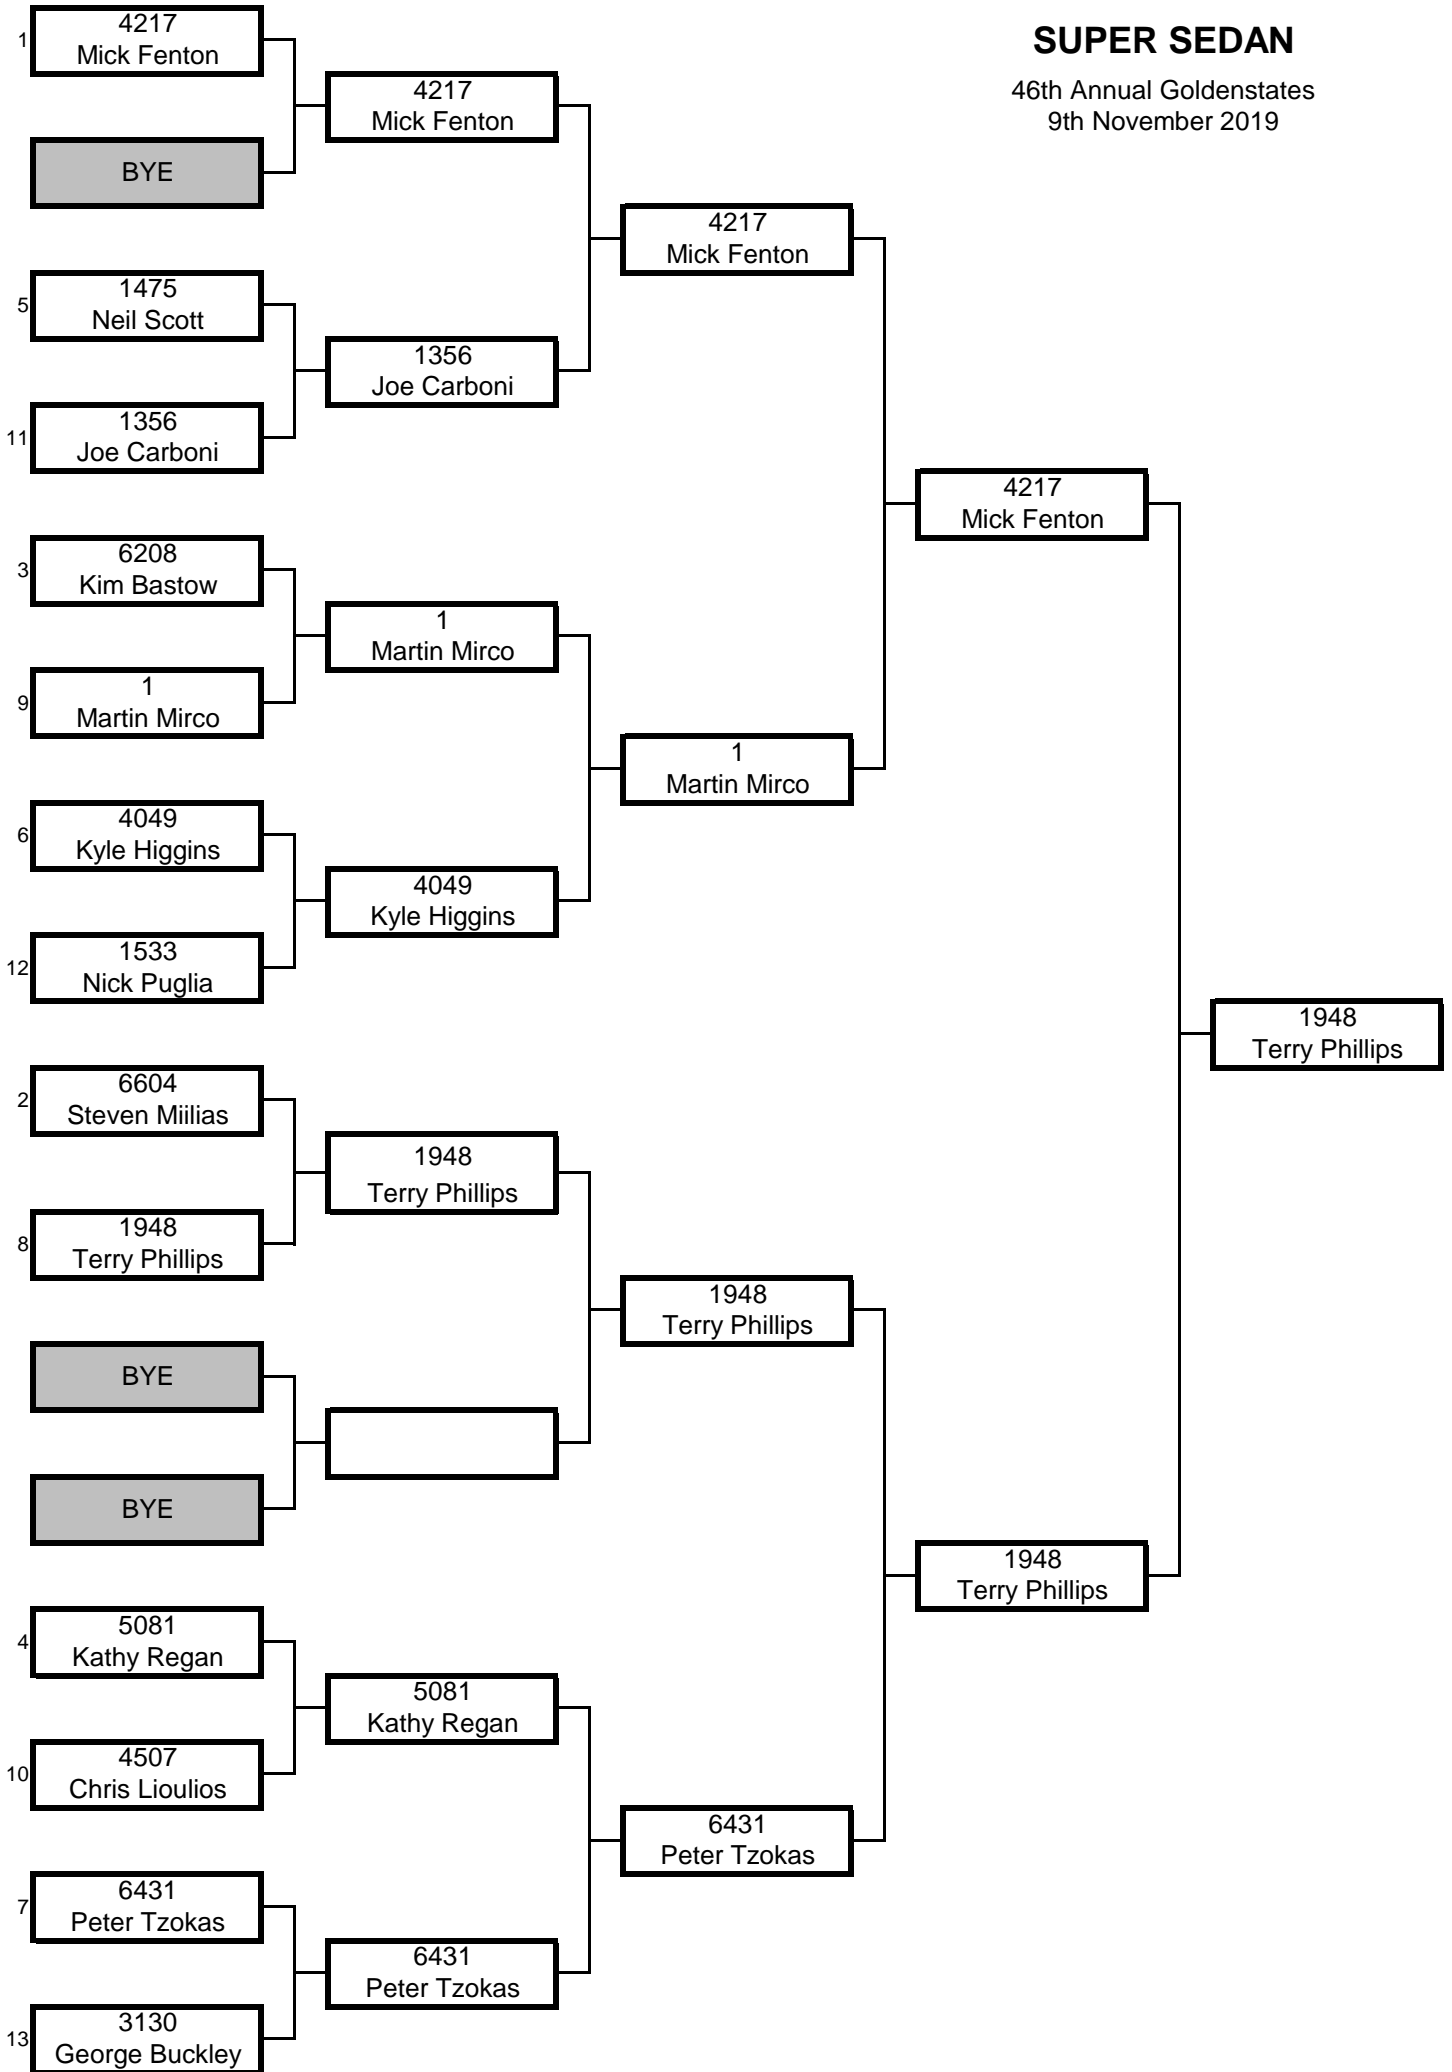 SUPER SEDAN
46th Annual Goldenstates
9th November 2019
1
4217
Mick Fenton
BYE
5
1475
Neil Scott
11
1356
Joe Carboni
3
6208
Kim Bastow
9
1
Martin Mirco
6
4049
Kyle Higgins
12
1533
Nick Puglia
2
6604
Steven Miilias
8
1948
Terry Phillips
BYE
BYE
4
5081
Kathy Regan
10
4507
Chris Lioulios
7
6431
Peter Tzokas
13
3130
George Buckley
4217
Mick Fenton
1356
Joe Carboni
1
Martin Mirco
4049
Kyle Higgins
1948
Terry Phillips
5081
Kathy Regan
6431
Peter Tzokas
4217
Mick Fenton
1
Martin Mirco
1948
Terry Phillips
6431
Peter Tzokas
4217
Mick Fenton
1948
Terry Phillips
1948
Terry Phillips